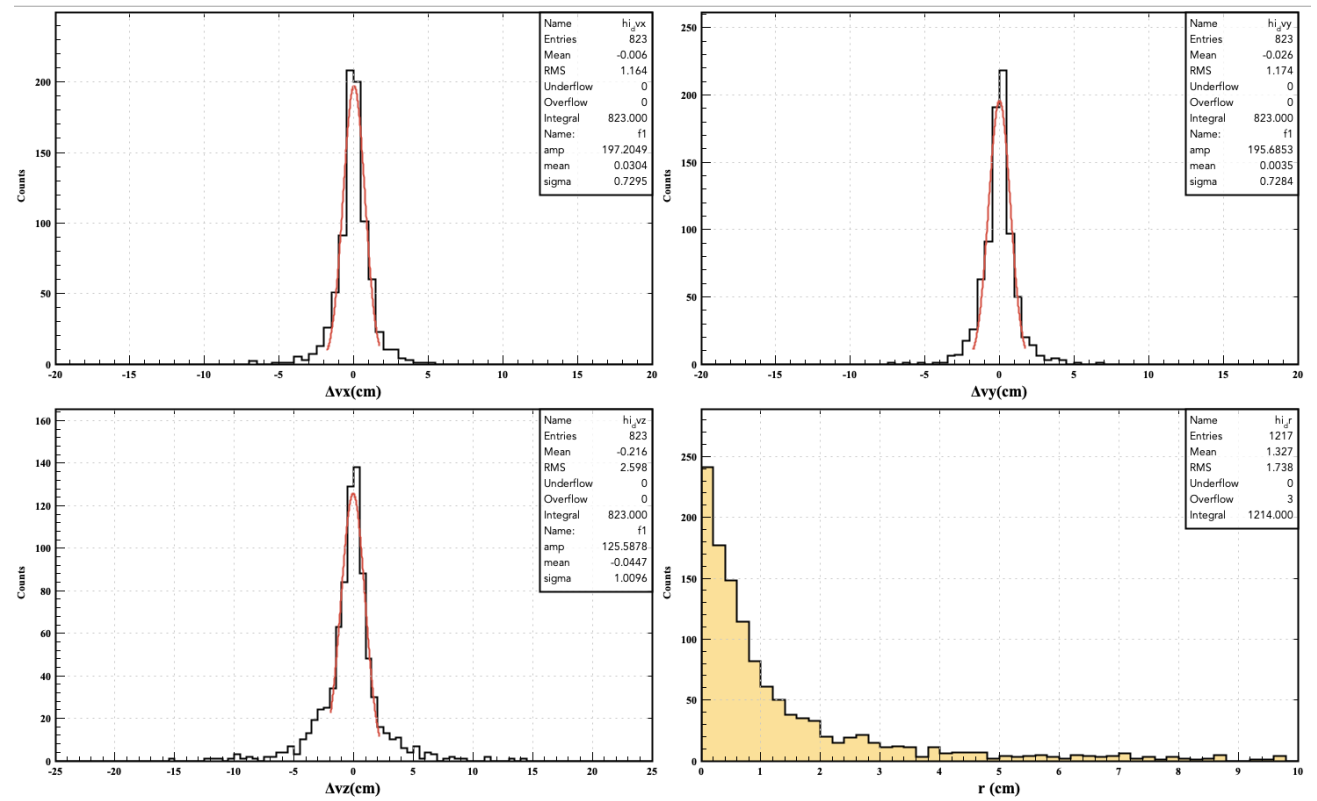 Name hi_dvx
Entries 823
Mean -0.006
RMS 1.164
Underflow 0
Overflow 0
Integral 823.000
Name: f1
amp 197.2049
mean 0.0304
sigma 0.7295
Counts
200
150
100
50
0
-20 -15 -10 -5 0 5 10 15 20
Δvx(cm)
Name hi_dvy
Entries 823
Mean -0.026
RMS 1.174
Underflow 0
Overflow 0
Integral 823.000
Name: f1
amp 195.6853
mean 0.0035
sigma 0.7284
Counts
250
200
150
100
50
0
-20 -15 -10 -5 0 5 10 15 20
Δvy(cm)
Name hi_dvz
Entries 823
Mean -0.216
RMS 2.598
Underflow 0
Overflow 0
Integral 823.000
Name: f1
amp 125.5878
mean -0.0447
sigma 1.0096
Counts
160
140
120
100
80
60
40
20
0
-25 -20 -15 -10 -5 0 5 10 15 20 25
Δvz(cm)
Name hi_dr
Entries 1217
Mean 1.327
RMS 1.738
Underflow 0
Overflow 3
Integral 1214.000
Counts
250
200
150
100
50
0
0 1 2 3 4 5 6 7 8 9 10
r (cm)